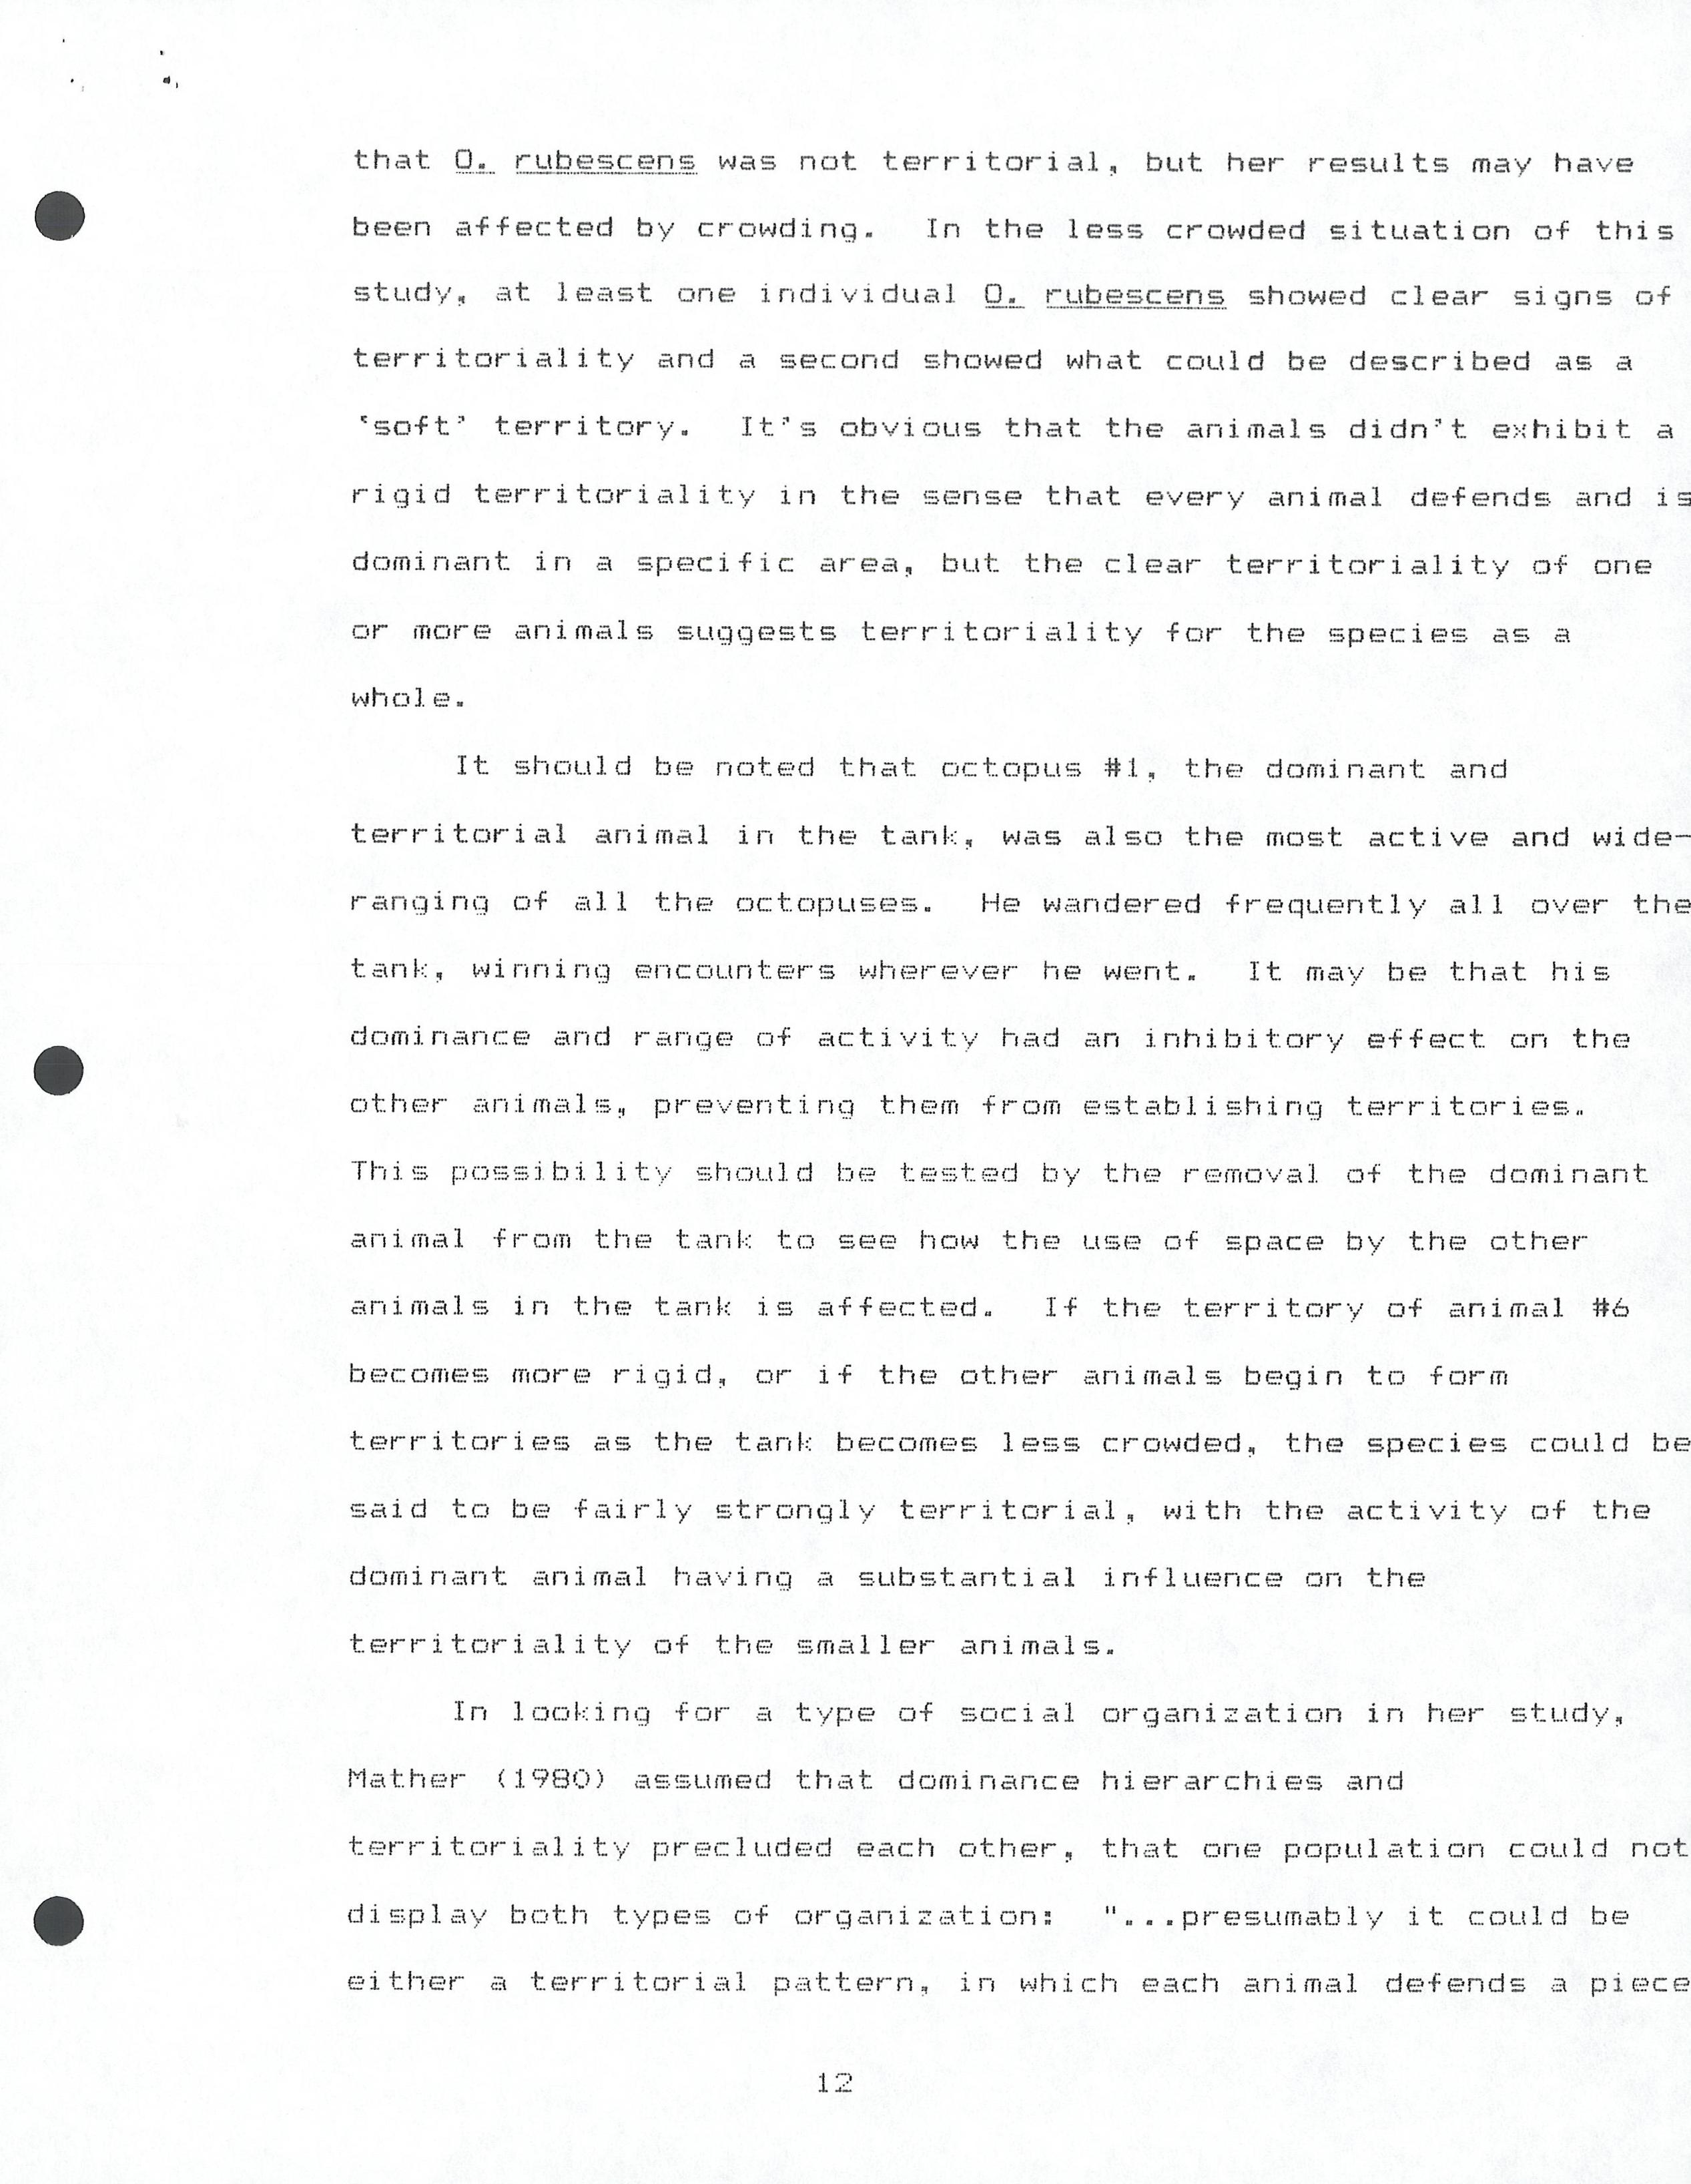 that O. rubescens was not territorial, but her results may have
been affected by crowding.  In the less crowded situation of this
study, at least one individual O. rubescens showed clear signs of
territoriality and a second showed what could be described as a
'soft' territory.  It's obvious that the animals didn't exhibit a
rigid territoriality in the sense that every animal defends and is
dominant in a specific area, but the clear territoriality of one
or more animals suggests territoriality for the species as a
whole.
It should be noted that octopus #1, the dominant and
territorial animal in the tank, was also the most active and wide-
ranging of all the octopuses.  He wandered frequently all over the
tank, winning encounters wherever he went.  It may be that his
dominance and range of activity had an inhibitory effect on the
other animals, preventing them from establishing territories.
This possibility should be tested by the removal of the dominant
animal from the tank to see how the use of space by the other
animals in the tank is affected.  If the territory of animal #6
becomes more rigid, or if the other animals begin to form
territories as the tank becomes less crowded, the species could be
said to be fairly strongly territorial, with the activity of the
dominant animal having a substantial influence on the
territoriality of the smaller animals.
In looking for a type of social organization in her study,
Mather (1980) assumed that dominance hierarchies and
territoriality precluded each other, that one population could not
display both types of organization:  "...presumably it could be
either a territorial pattern, in which each animal defends a piece
12